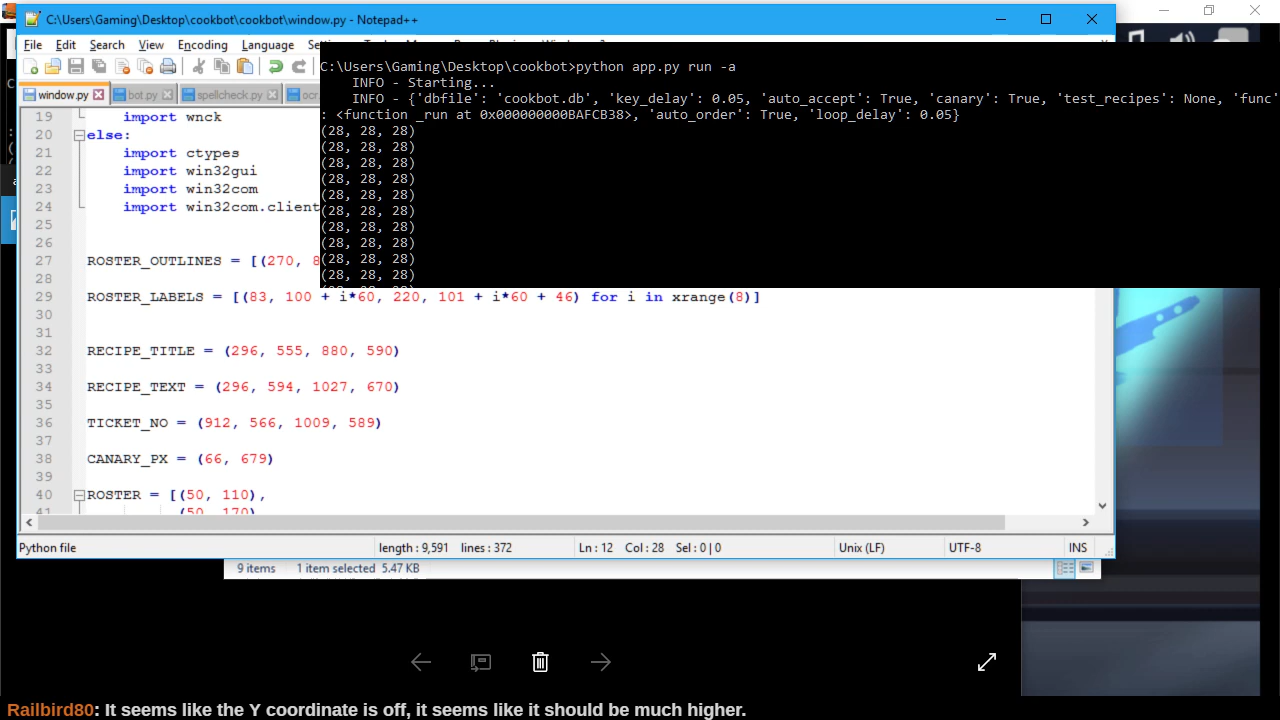 C:\Users\Gaming\Desktop\cookbot\cookbot\window.py - Notepad++
File Edit Search View Encoding Language
window.py bot.py spellcheck.py ocr.
C:\Users\Gaming\Desktop\cookbot>python app.py run -a
INFO - Starting...
INFO - {'dbfile': 'cookbot.db', 'key_delay': 0.05, 'auto_accept': True, 'canary': True, 'test_recipes': None, 'func'
: <function _run at 0x000000000BAFCB38>, 'auto_order': True, 'loop_delay': 0.05}
(28, 28, 28)
(28, 28, 28)
(28, 28, 28)
(28, 28, 28)
(28, 28, 28)
(28, 28, 28)
(28, 28, 28)
(28, 28, 28)
(28, 28, 28)
(28, 28, 28)
19 import wnck
20 else:
21 import ctypes
22 import win32gui
23 import win32com
24 import win32com.client
25
26
27 ROSTER_OUTLINES = [(270, 8
28
29 ROSTER_LABELS = [(83, 100 + i*60, 220, 101 + i*60 + 46) for i in xrange(8)]
30
31
32 RECIPE_TITLE = (296, 555, 880, 590)
33
34 RECIPE_TEXT = (296, 594, 1027, 670)
35
36 TICKET_NO = (912, 566, 1009, 589)
37
38 CANARY_PX = (66, 679)
39
40 ROSTER = [(50, 110),
41 (50, 170),
Python file length : 9,591 lines : 372 Ln : 12 Col : 28 Sel : 0 | 0 Unix (LF) UTF-8 INS
9 items 1 item selected 5.47 KB
Railbird80: It seems like the Y coordinate is off, it seems like it should be much higher.